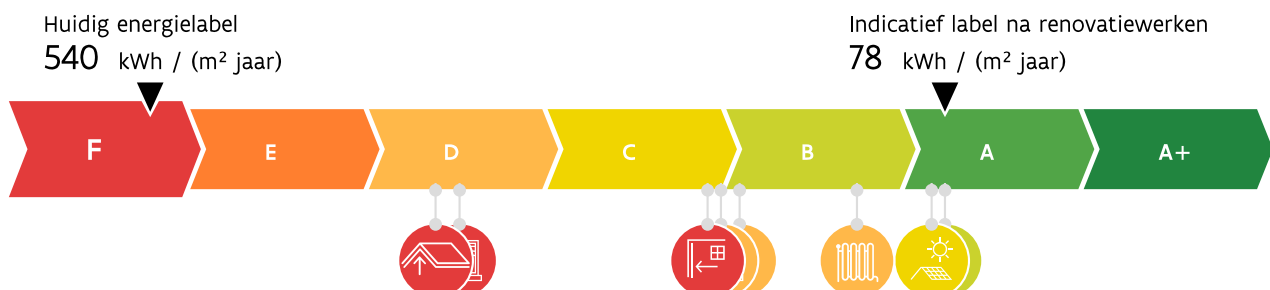 Huidig energielabel
540 kWh / (m² jaar)
Indicatief label na renovatiewerken
78 kWh / (m² jaar)
F E D C B A A+